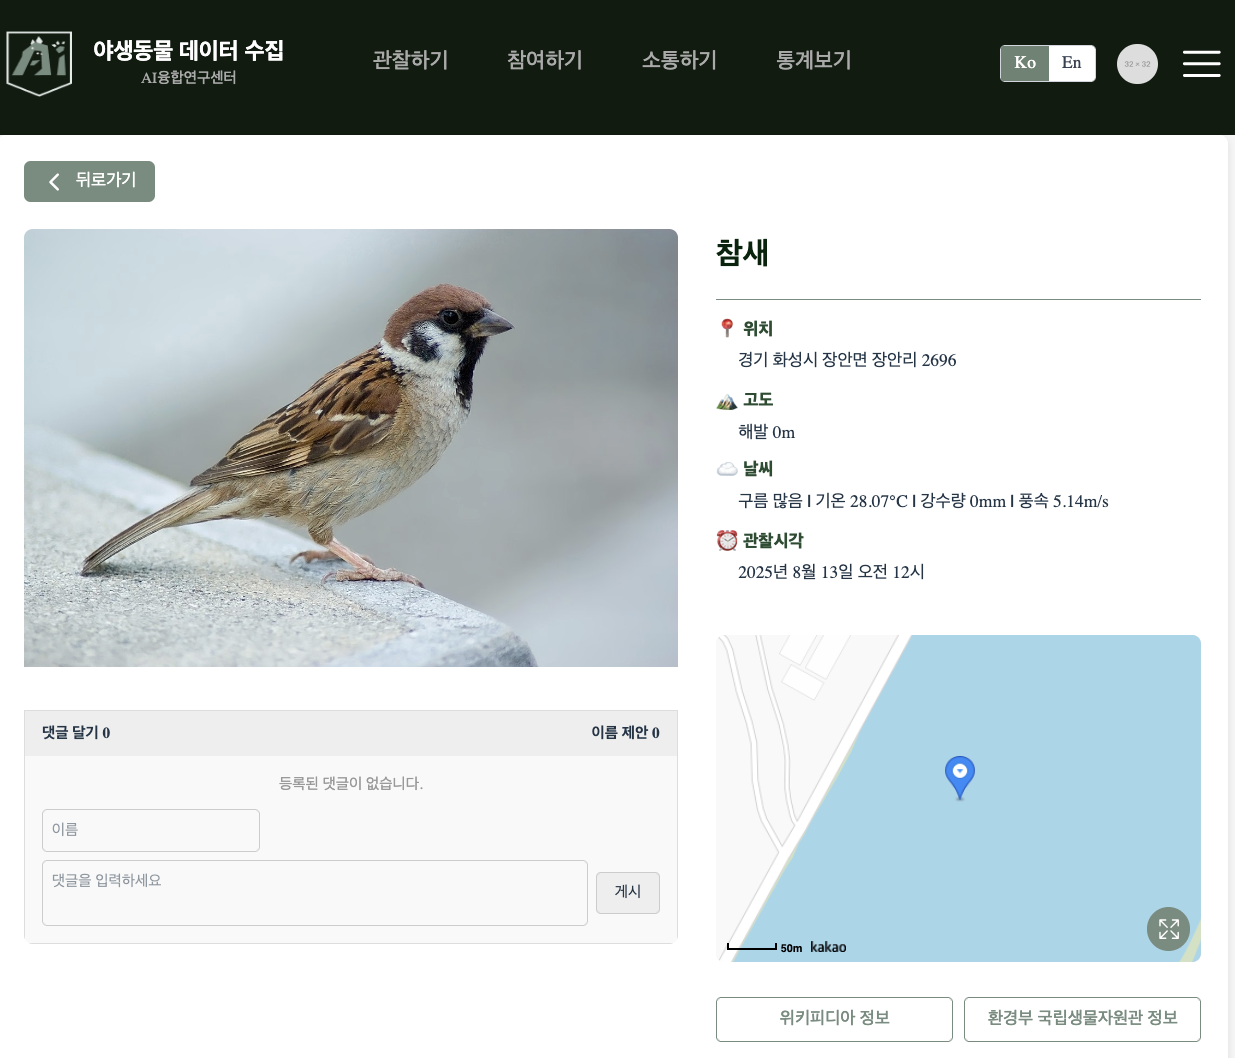 야생동물 데이터 수집
AI융합연구센터
관찰하기 참여하기 소통하기 통계보기
Ko En
32 × 32
뒤로가기
참새
위치
경기 화성시 장안면 장안리 2696
고도
해발 0m
날씨
구름 많음 I 기온 28.07°C I 강수량 0mm I 풍속 5.14m/s
관찰시각
2025년 8월 13일 오전 12시
댓글 달기 0 이름 제안 0
등록된 댓글이 없습니다.
이름
댓글을 입력하세요
게시
50m kakao
위키피디아 정보 환경부 국립생물자원관 정보